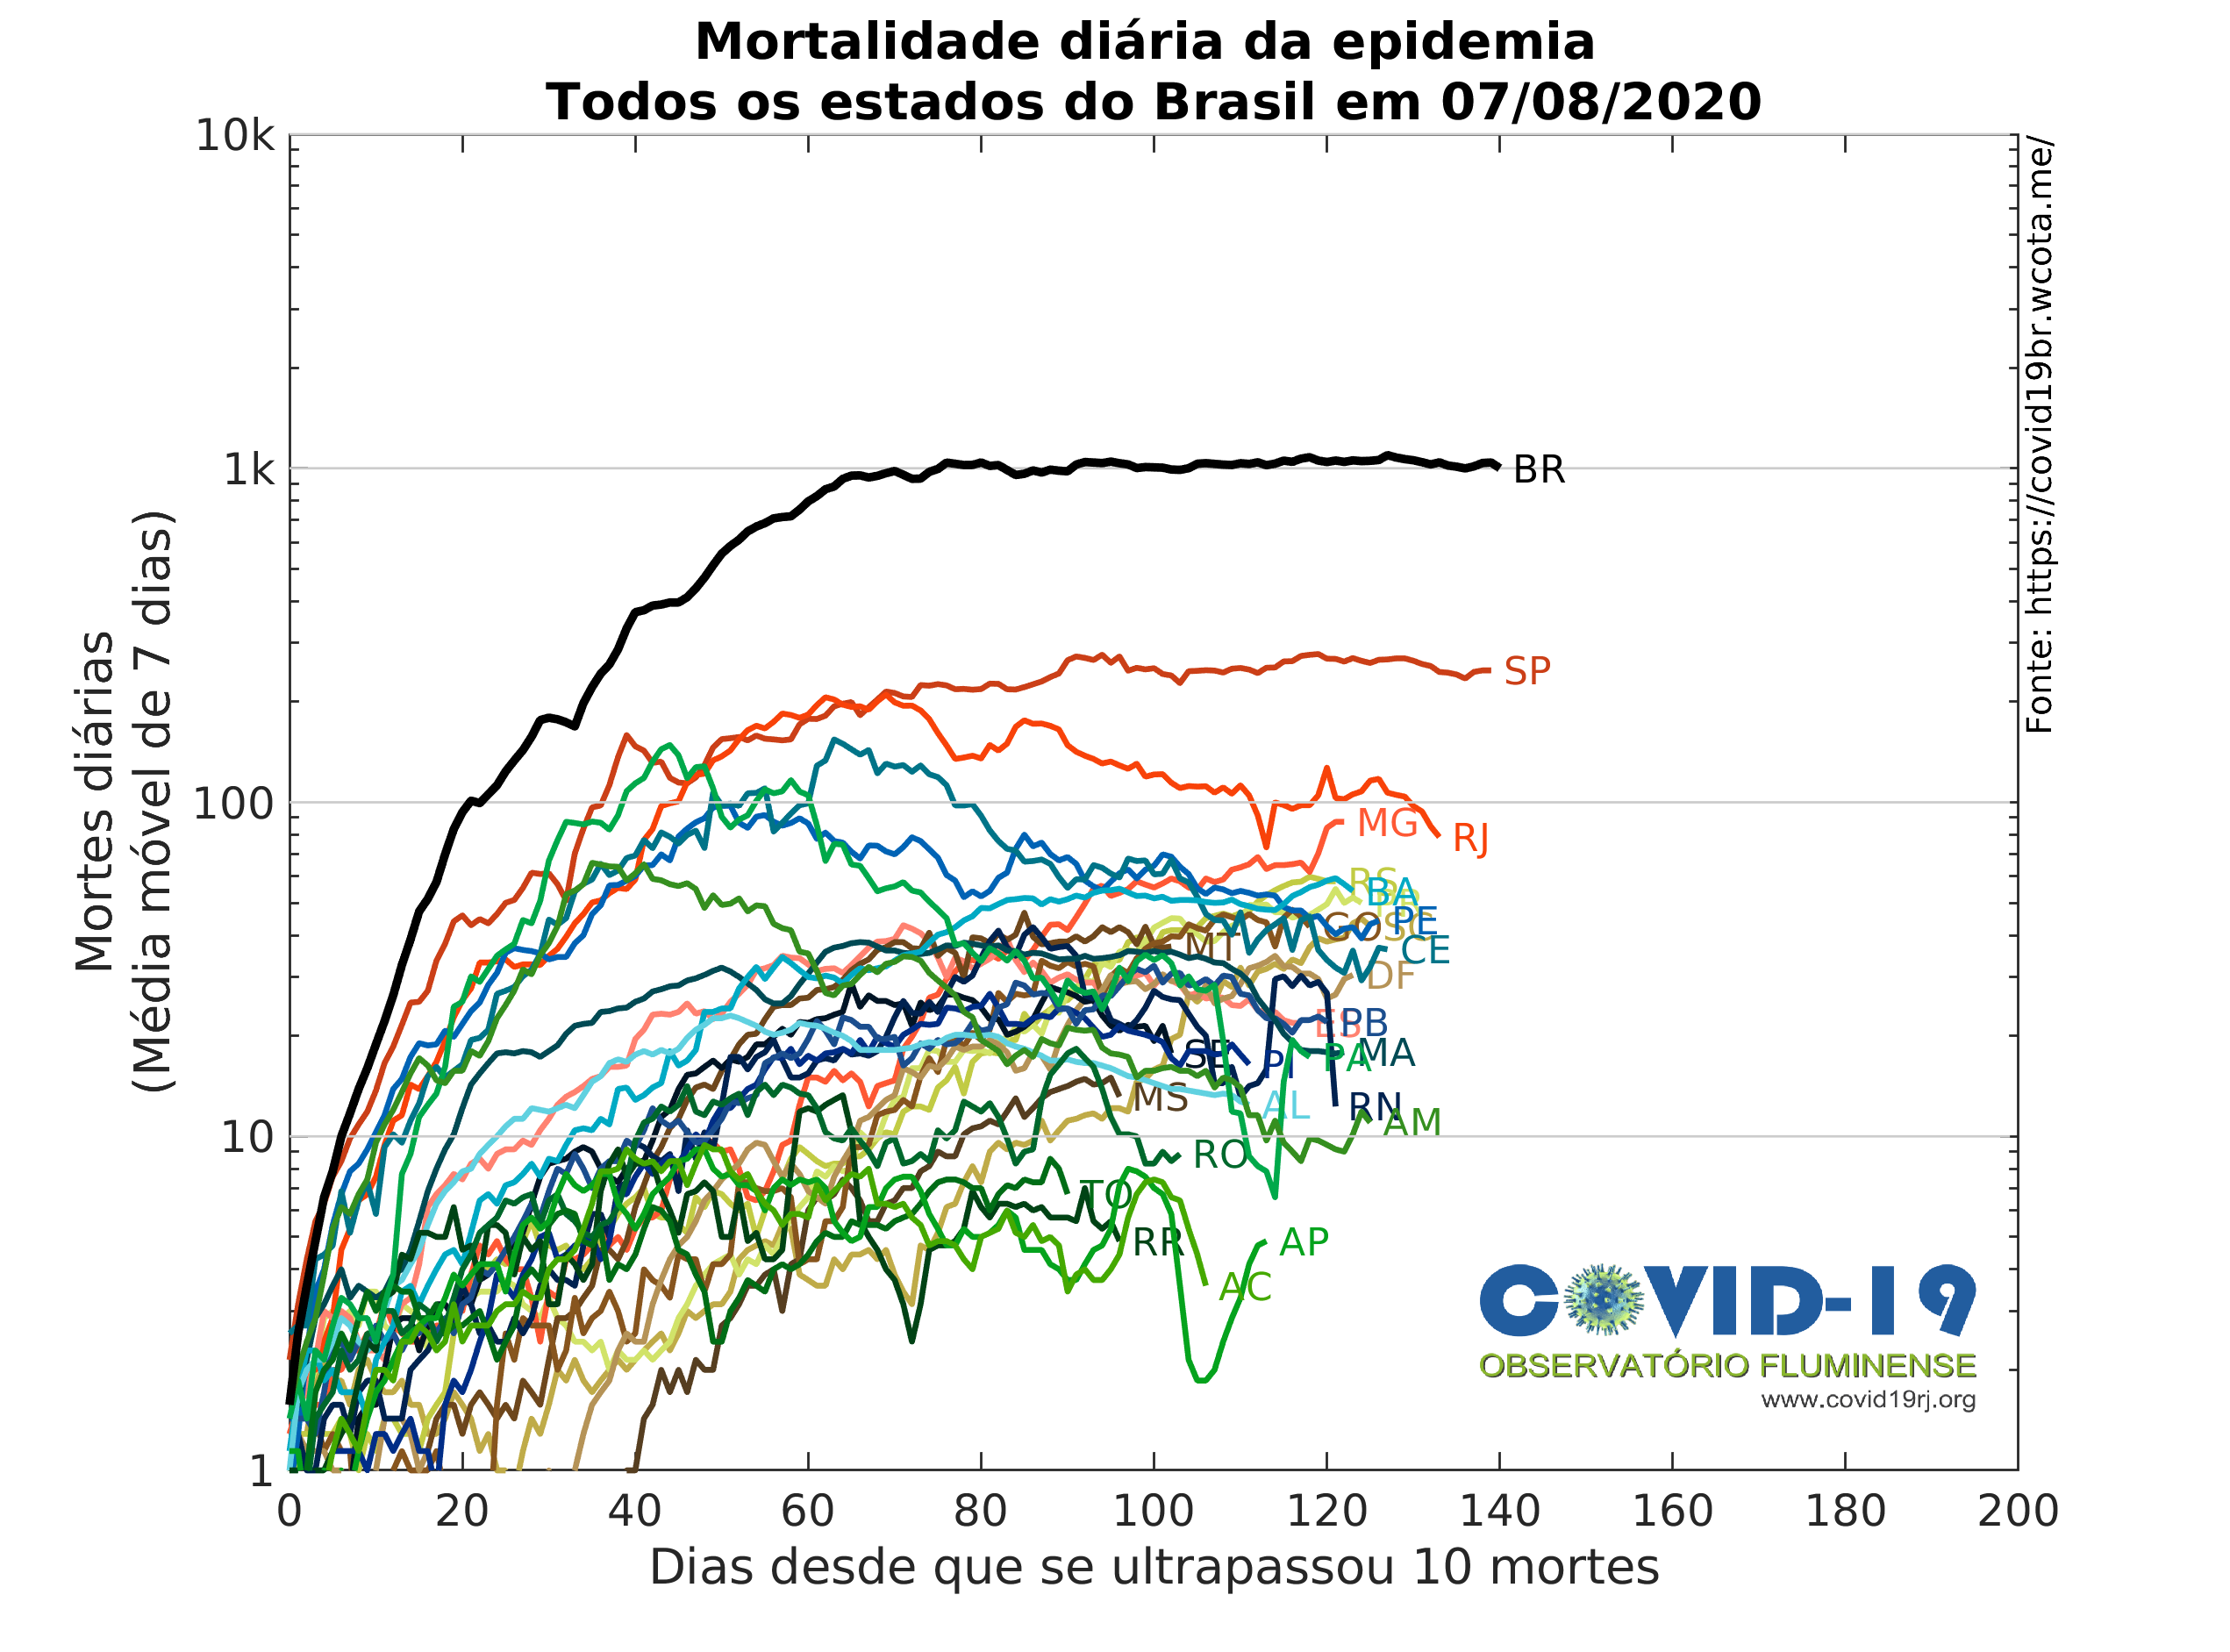 Mortalidade diária da epidemia
Todos os estados do Brasil em 07/08/2020
10k
1k
100
10
1
Mortes diárias
(Média móvel de 7 dias)
Fonte: https://covid19br.wcota.me/
BR
SP
MG
RJ
RS
BA
PE
GO
SC
MT
CE
DF
PB
ES
SE
PI
PA
MA
MS
AL
RN
AM
RO
TO
RR
AP
AC
COVID-19
OBSERVATÓRIO FLUMINENSE
www.covid19rj.org
0 20 40 60 80 100 120 140 160 180 200
Dias desde que se ultrapassou 10 mortes